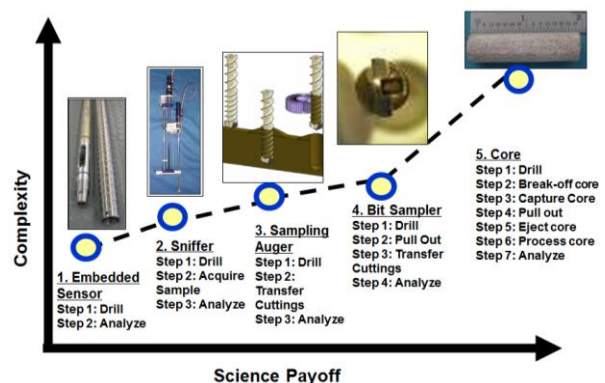 Complexity
1. Embedded
Sensor
Step 1: Drill
Step 2: Analyze
2. Sniffer
Step 1: Drill
Step 2: Acquire
Sample
Step 3: Analyze
3. Sampling
Auger
Step 1: Drill
Step 2:
Transfer
Cuttings
Step 3: Analyze
4. Bit Sampler
Step 1: Drill
Step 2: Pull Out
Step 3: Transfer
Cuttings
Step 4: Analyze
5. Core
Step 1: Drill
Step 2: Break-off core
Step 3: Capture Core
Step 4: Pull out
Step 5: Eject core
Step 6: Process core
Step 7: Analyze
Science Payoff